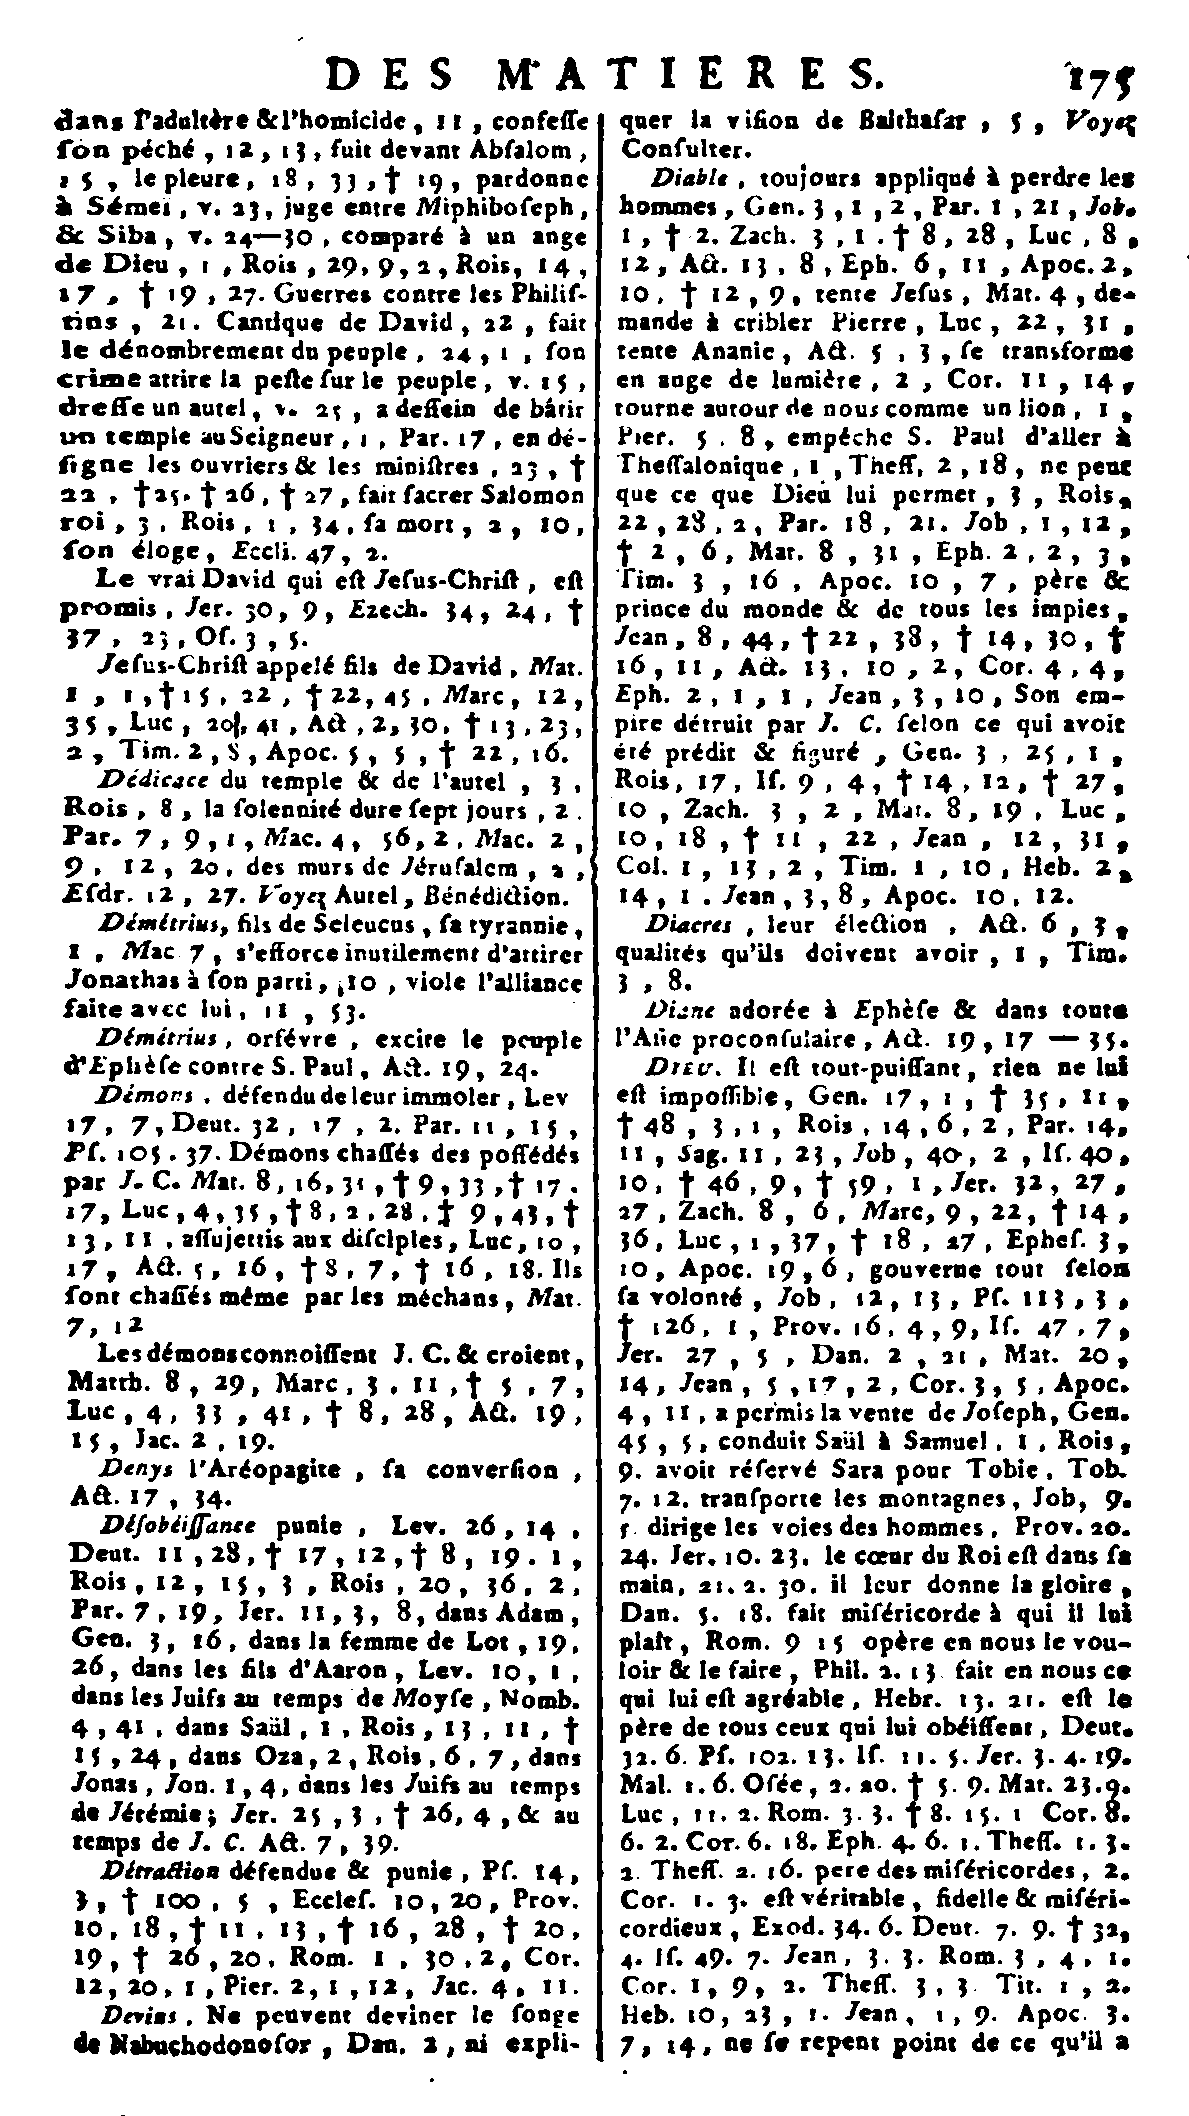 DES MATIERES. 175
dans l'adultère & l'homicide, 11, confeſſe
ſon péché, 12, 13, fuit devant Abſalom,
15, le pleure, 18, 33, † 19, pardonne
à Sémei, v. 23, juge entre Miphiboſeph,
& Siba, v. 24—30, comparé à un ange
de Dieu, 1, Rois, 29, 9, 2, Rois, 14,
17, † 19, 27. Guerres contre les Philiſ-
tins, 21. Cantique de David, 22, fait
le dénombrement du peuple, 24, 1, ſon
crime attire la peſte ſur le peuple, v. 15,
dreſſe un autel, v. 25, a deſſein de bâtir
un temple au Seigneur, 1, Par. 17, en dé-
ſigne les ouvriers & les miniſtres, 23, †
22, † 25. † 26, † 27, fait ſacrer Salomon
roi, 3, Rois, 1, 34, ſa mort, 2, 10,
ſon éloge, Eccli. 47, 2.
Le vrai David qui eſt Jeſus-Chriſt, eſt
promis, Jer. 30, 9, Ezech. 34, 24, †
37, 23, Oſ. 3, 5.
Jeſus-Chriſt appelé fils de David, Mat.
1, 1, † 15, 22, † 22, 45, Marc, 12,
35, Luc, 20, 41, Act, 2, 30, † 13, 23,
2, Tim. 2, 8, Apoc. 5, 5, † 22, 16.
Dédicace du temple & de l'autel, 3,
Rois, 8, la ſolennité dure ſept jours, 2.
Par. 7, 9, 1, Mac. 4, 56, 2, Mac. 2,
9, 12, 20, des murs de Jéruſalem, 2,
Eſdr. 12, 27. Voyez Autel, Bénédiction.
Démitrius, fils de Seleucus, ſa tyrannie,
1, Mac 7, s'efforce inutilement d'attirer
Jonathas à ſon parti, 10, viole l'alliance
faite avec lui, 11, 53.
Démitrius, orfévre, excite le peuple
d'Ephèſe contre S. Paul, Act. 19, 24.
Démons, défendu de leur immoler, Lev
17, 7, Deut. 32, 17, 2. Par. 11, 15,
Pſ. 105. 37. Démons chaſſés des poſſédés
par J. C. Mat. 8, 16, 31, † 9, 33, † 17.
17, Luc, 4, 35, † 8, 2, 28, ‡ 9, 43, †
13, 11, aſſujettis aux diſciples, Luc, 10,
17, Act. 5, 16, † 8, 7, † 16, 18. Ils
ſont chaſſés même par les méchans, Mat.
7, 12
Les démons connoiſſent J. C. & croient,
Matth. 8, 29, Marc, 3, 11, † 5, 7,
Luc, 4, 33, 41, † 8, 28, Act. 19,
15, Jac. 2, 19.
Denys l'Aréopagite, ſa converſion,
Act. 17, 34.
Déſobéiſſance punie, Lev. 26, 14,
Deut. 11, 28, † 17, 12, † 8, 19. 1,
Rois, 12, 15, 3, Rois, 20, 36, 2,
Par. 7, 19, Jer. 11, 3, 8, dans Adam,
Gen. 3, 16, dans la femme de Lot, 19,
26, dans les fils d'Aaron, Lev. 10, 1,
dans les Juifs au temps de Moyſe, Nomb.
4, 41, dans Saül, 1, Rois, 13, 11, †
15, 24, dans Oza, 2, Rois, 6, 7, dans
Jonas, Jon. 1, 4, dans les Juifs au temps
de Jérémie; Jer. 25, 3, † 26, 4, & au
temps de J. C. Act. 7, 39.
Détraction défendue & punie, Pſ. 14,
3, † 100, 5, Eccleſ. 10, 20, Prov.
10, 18, † 11, 13, † 16, 28, † 20,
19, † 26, 20, Rom. 1, 30, 2, Cor.
12, 20, 1, Pier. 2, 1, 12, Jac. 4, 11.
Devins. Ne peuvent deviner le ſonge
de Nabuchodonoſor, Dan. 2, ni expli-
quer la viſion de Balthaſar, 5, Voyez
Conſulter.
Diable, toujours appliqué à perdre les
hommes, Gen. 3, 1, 2, Par. 1, 21, Job.
1, † 2. Zach. 3, 1. † 8, 28, Luc, 8,
12, Act. 13, 8, Eph. 6, 11, Apoc. 2,
10, † 12, 9, tente Jeſus, Mat. 4, de-
mande à cribler Pierre, Luc, 22, 31,
tente Ananie, Act. 5, 3, ſe transforme
en ange de lumière, 2, Cor. 11, 14,
tourne autour de nous comme un lion, 1,
Pier. 5. 8, empêche S. Paul d'aller à
Theſſalonique, 1, Theſſ, 2, 18, ne peut
que ce que Dieu lui permet, 3, Rois,
22, 28, 2, Par. 18, 21. Job, 1, 12,
† 2, 6, Mat. 8, 31, Eph. 2, 2, 3,
Tim. 3, 16, Apoc. 10, 7, père &
prince du monde & de tous les impies,
Jean, 8, 44, † 22, 38, † 14, 30, †
16, 11, Act. 13, 10, 2, Cor. 4, 4,
Eph. 2, 1, 1, Jean, 3, 10, Son em-
pire détruit par J. C. ſelon ce qui avoit
été prédit & figuré, Gen. 3, 25, 1,
Rois, 17, Iſ. 9, 4, † 14, 12, † 27,
10, Zach. 3, 2, Mat. 8, 19, Luc,
10, 18, † 11, 22, Jean, 12, 31,
Col. 1, 13, 2, Tim. 1, 10, Heb. 2,
14, 1. Jean, 3, 8, Apoc. 10, 12.
Diacres, leur élection, Act. 6, 3,
qualités qu'ils doivent avoir, 1, Tim.
3, 8.
Diane adorée à Ephèſe & dans toute
l'Aſie proconſulaire, Act. 19, 17 — 35.
DIEU. Il eſt tout-puiſſant, rien ne lui
eſt impoſſible, Gen. 17, 1, † 35, 11,
† 48, 3, 1, Rois, 14, 6, 2, Par. 14,
11, Sag. 11, 23, Job, 40, 2, Iſ. 40,
10, † 46, 9, † 59, 1, Jer. 32, 27,
27, Zach. 8, 6, Marc, 9, 22, † 14,
36, Luc, 1, 37, † 18, 27, Epheſ. 3,
10, Apoc. 19, 6, gouverne tout ſelon
ſa volonté, Job, 12, 13, Pſ. 113, 3,
† 126, 1, Prov. 16, 4, 9, Iſ. 47, 7,
Jer. 27, 5, Dan. 2, 21, Mat. 20,
14, Jean, 5, 17, 2, Cor. 3, 5, Apoc.
4, 11, a permis la vente de Joſeph, Gen.
45, 5, conduit Saül à Samuel, 1, Rois,
9. avoit réſervé Sara pour Tobie, Tob.
7. 12. tranſporte les montagnes, Job, 9.
5. dirige les voies des hommes, Prov. 20.
24. Jer. 10. 23. le cœur du Roi eſt dans ſa
main, 21. 2. 30. il leur donne la gloire,
Dan. 5. 18. fait miſéricorde à qui il lui
plaît, Rom. 9 15 opère en nous le vou-
loir & le faire, Phil. 2. 13 fait en nous ce
qui lui eſt agréable, Hebr. 13. 21. eſt le
père de tous ceux qui lui obéiſſent, Deut.
32. 6. Pſ. 102. 13. Iſ. 11. 5. Jer. 3. 4. 19.
Mal. 1. 6. Oſée, 2. 20. † 5. 9. Mat. 23. 9.
Luc, 11. 2. Rom. 3. 3. † 8. 15. 1 Cor. 8.
6. 2. Cor. 6. 18. Eph. 4. 6. 1. Theſſ. 1. 3.
2. Theſſ. 2. 16. pere des miſéricordes, 2.
Cor. 1. 3. eſt véritable, fidelle & miſéri-
cordieux, Exod. 34. 6. Deut. 7. 9. † 32,
4. Iſ. 49. 7. Jean, 3. 3. Rom. 3, 4, 1.
Cor. 1, 9, 2. Theſſ. 3, 3 Tit. 1, 2.
Heb. 10, 23, 1. Jean, 1, 9. Apoc. 3.
7, 14, ne ſe repent point de ce qu'il a